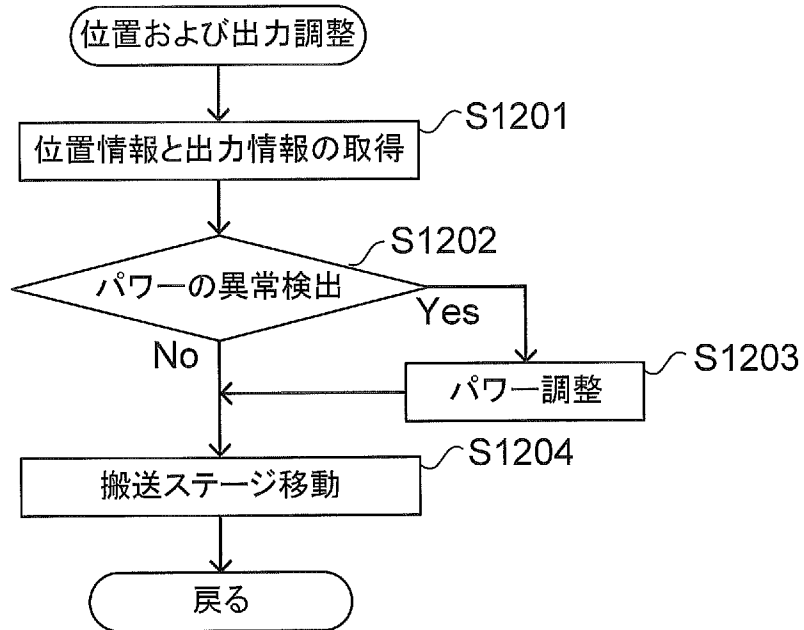 位置および出力調整
S1201
位置情報と出力情報の取得
S1202
パワーの異常検出
Yes
No
S1203
パワー調整
S1204
搬送ステージ移動
戻る